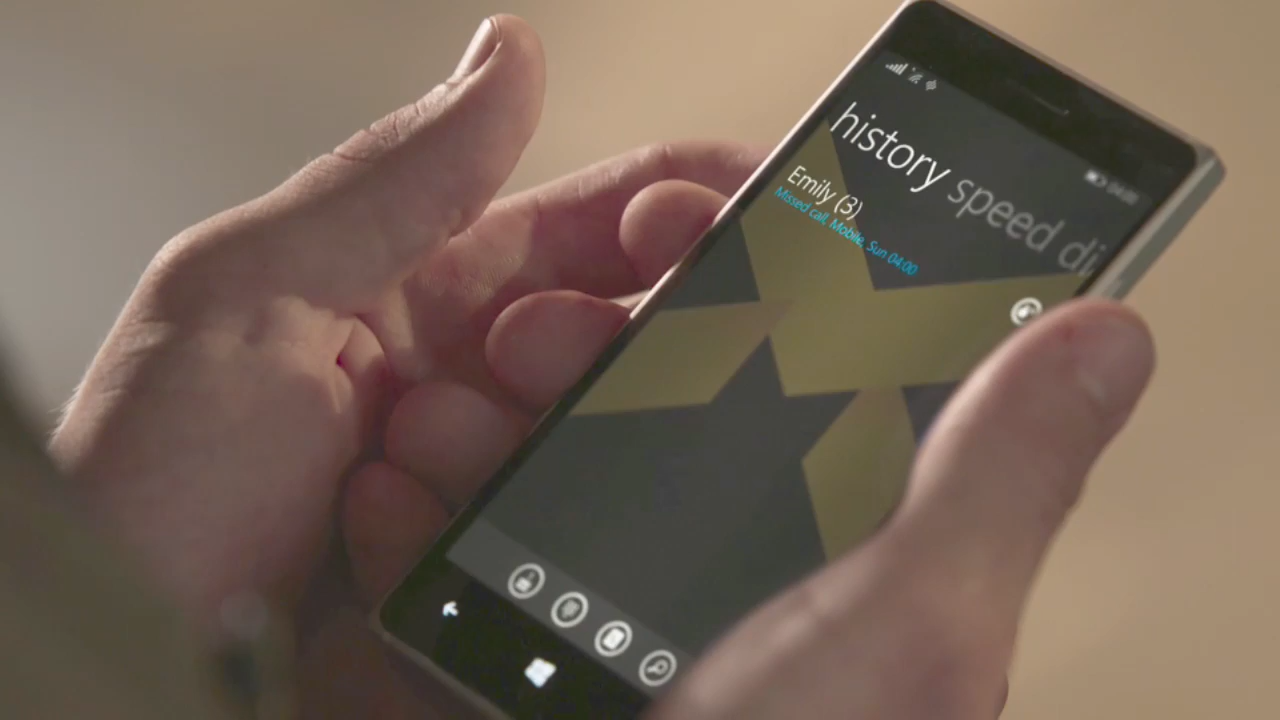 history speed di
Emily (3)
Missed call, Mobile, Sun 04:00